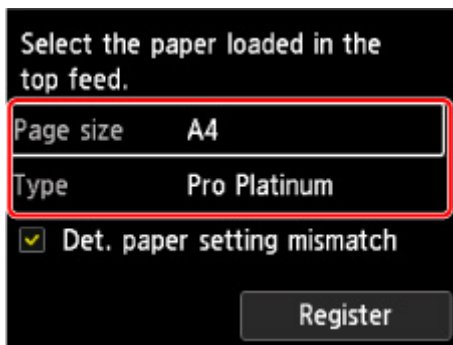 Select the paper loaded in the
top feed.
Page size A4
Type Pro Platinum
Det. paper setting mismatch
Register